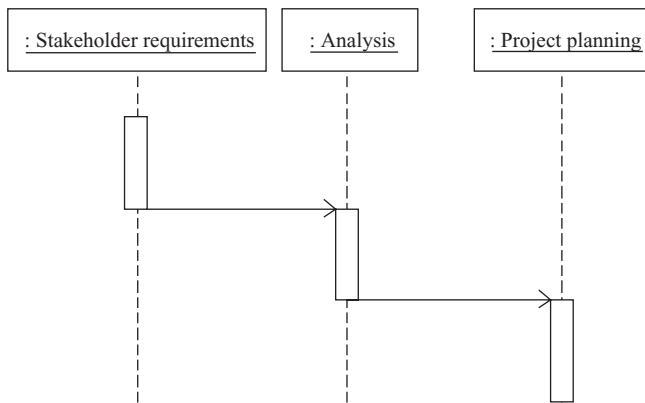 : Stakeholder requirements
: Analysis
: Project planning